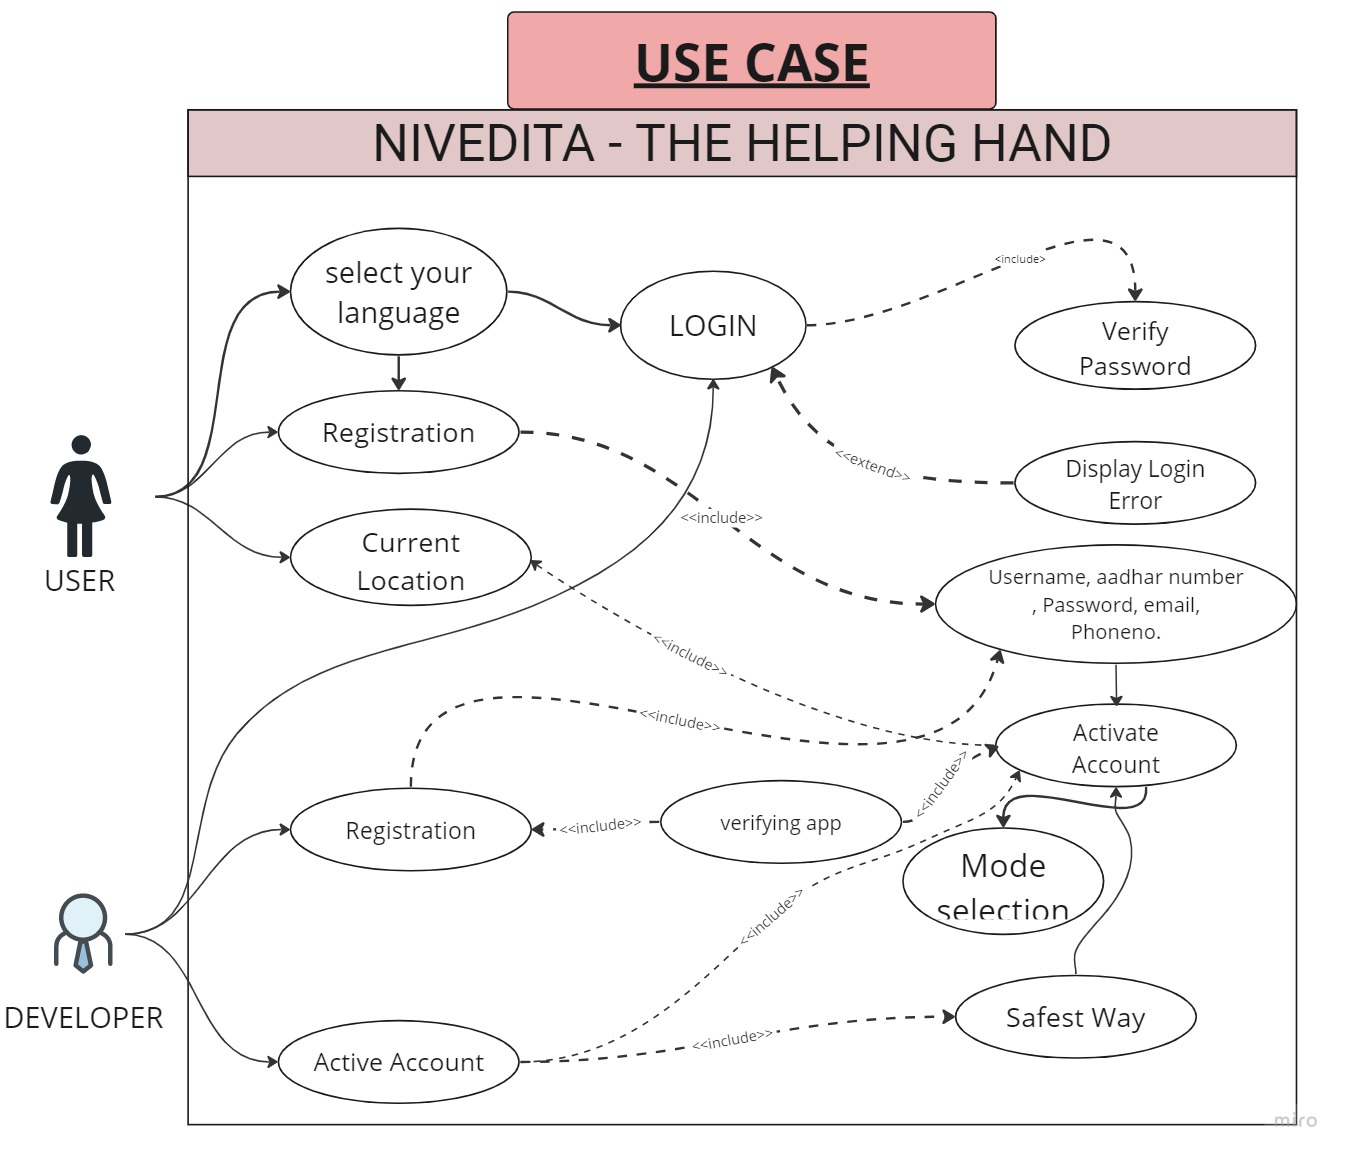 USE CASE
NIVEDITA - THE HELPING HAND
select your
language
LOGIN
<include>
Verify
Password
Registration
<<extend>>
Display Login
Error
<<include>>
Current
Location
USER
Username, aadhar number
, Password, email,
Phoneno.
<<include>>
<<include>>
Activate
Account
<<include>>
Registration
<<include>>
verifying app
Mode
selection
<<include>>
DEVELOPER
Active Account
<<include>>
Safest Way
miro